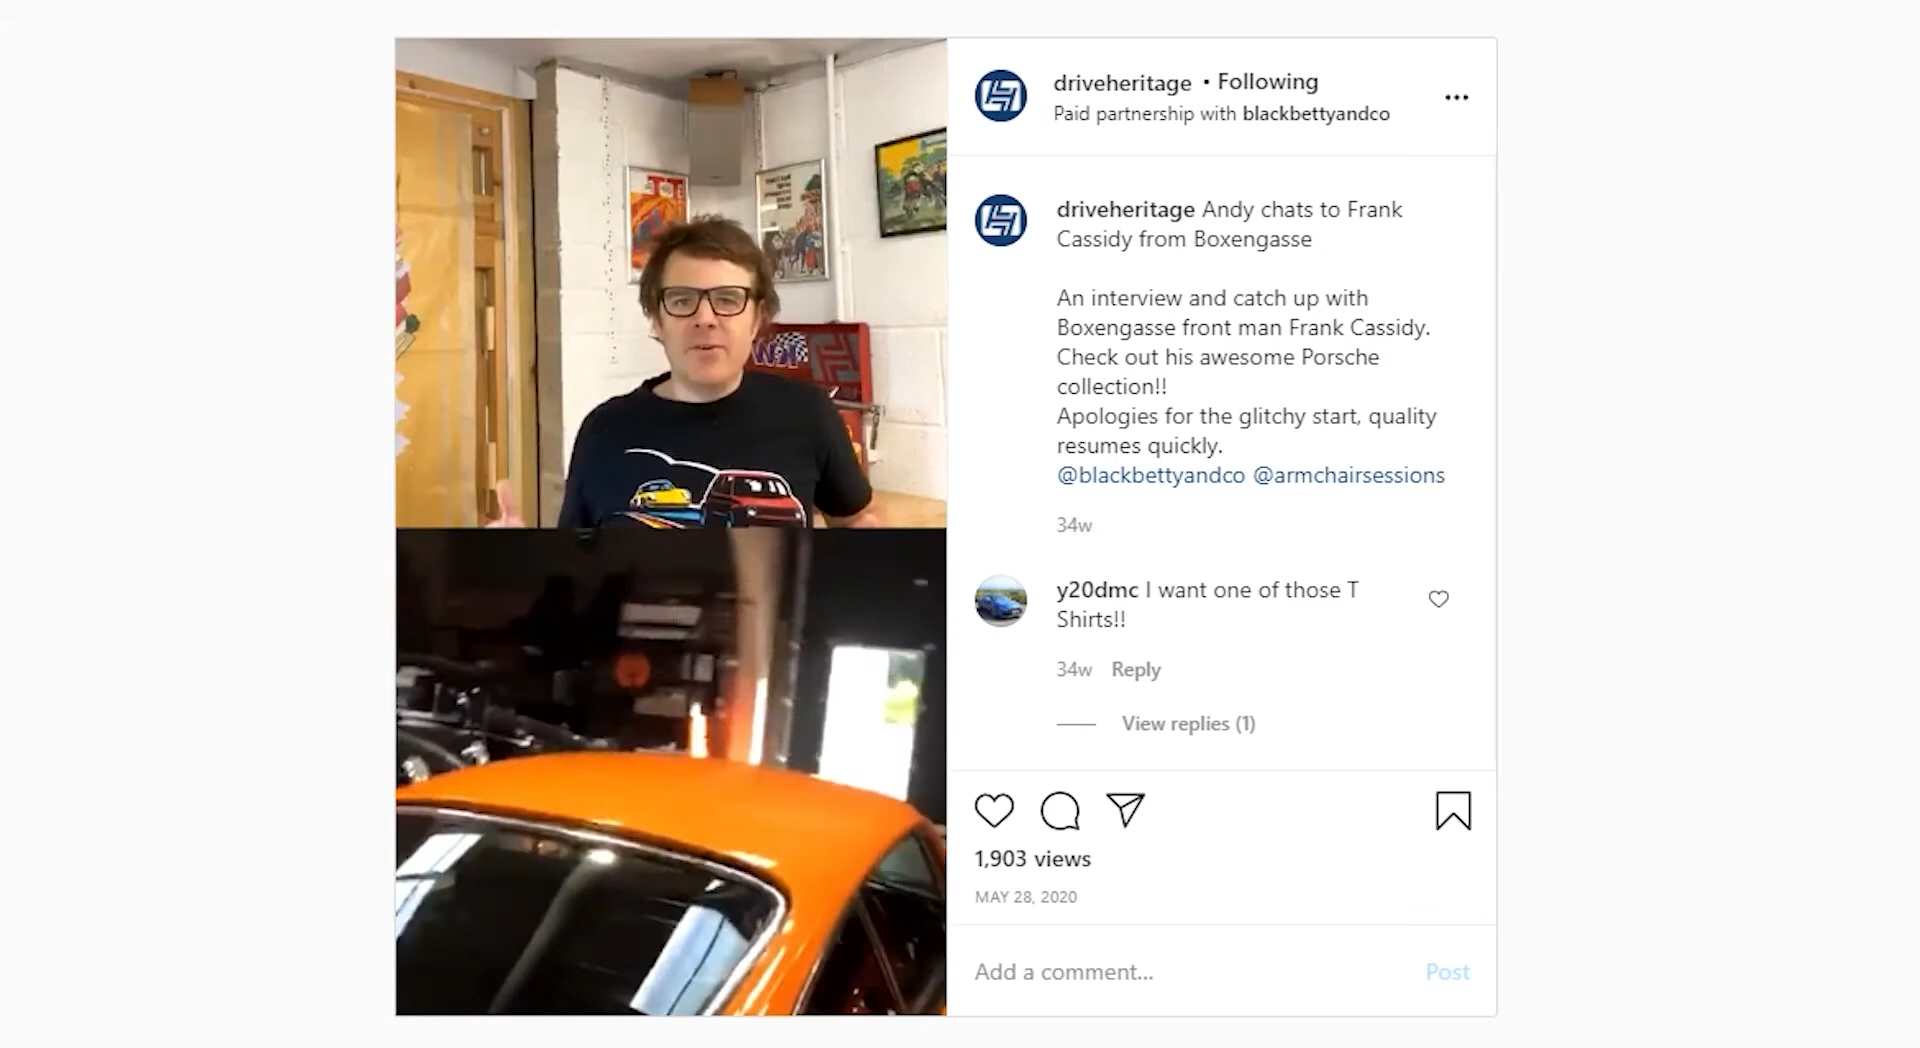 driveheritage • Following
Paid partnership with blackbettyandco
driveheritage Andy chats to Frank
Cassidy from Boxengasse
An interview and catch up with
Boxengasse front man Frank Cassidy.
Check out his awesome Porsche
collection!!
Apologies for the glitchy start, quality
resumes quickly.
@blackbettyandco @armchairsessions
34w
y20dmc I want one of those T
Shirts!!
34w Reply
View replies (1)
1,903 views
MAY 28, 2020
Add a comment... Post
TT